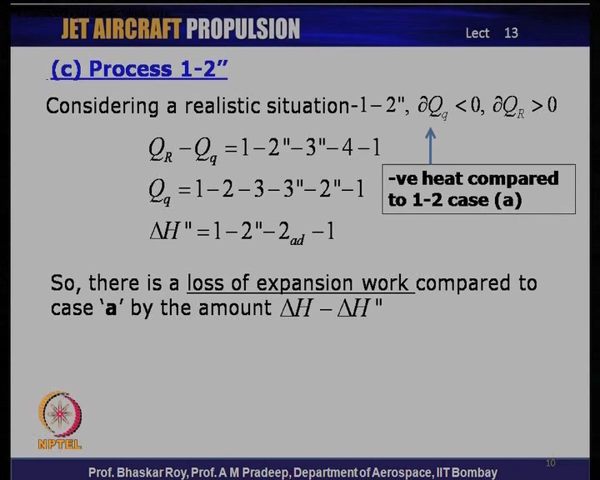 JET AIRCRAFT PROPULSION Lect 13
(c) Process 1-2”
Considering a realistic situation-1−2", ∂Q_q <0, ∂Q_R >0
Q_R − Q_q =1−2"−3"−4−1
-ve heat compared
to 1-2 case (a)
Q_q =1−2−3−3"−2"−1
ΔH "=1−2"−2_ad −1
So, there is a loss of expansion work compared to
case ‘a’ by the amount ΔH − ΔH "
NPTEL
10
Prof. Bhaskar Roy, Prof. A M Pradeep, Department of Aerospace, IIT Bombay